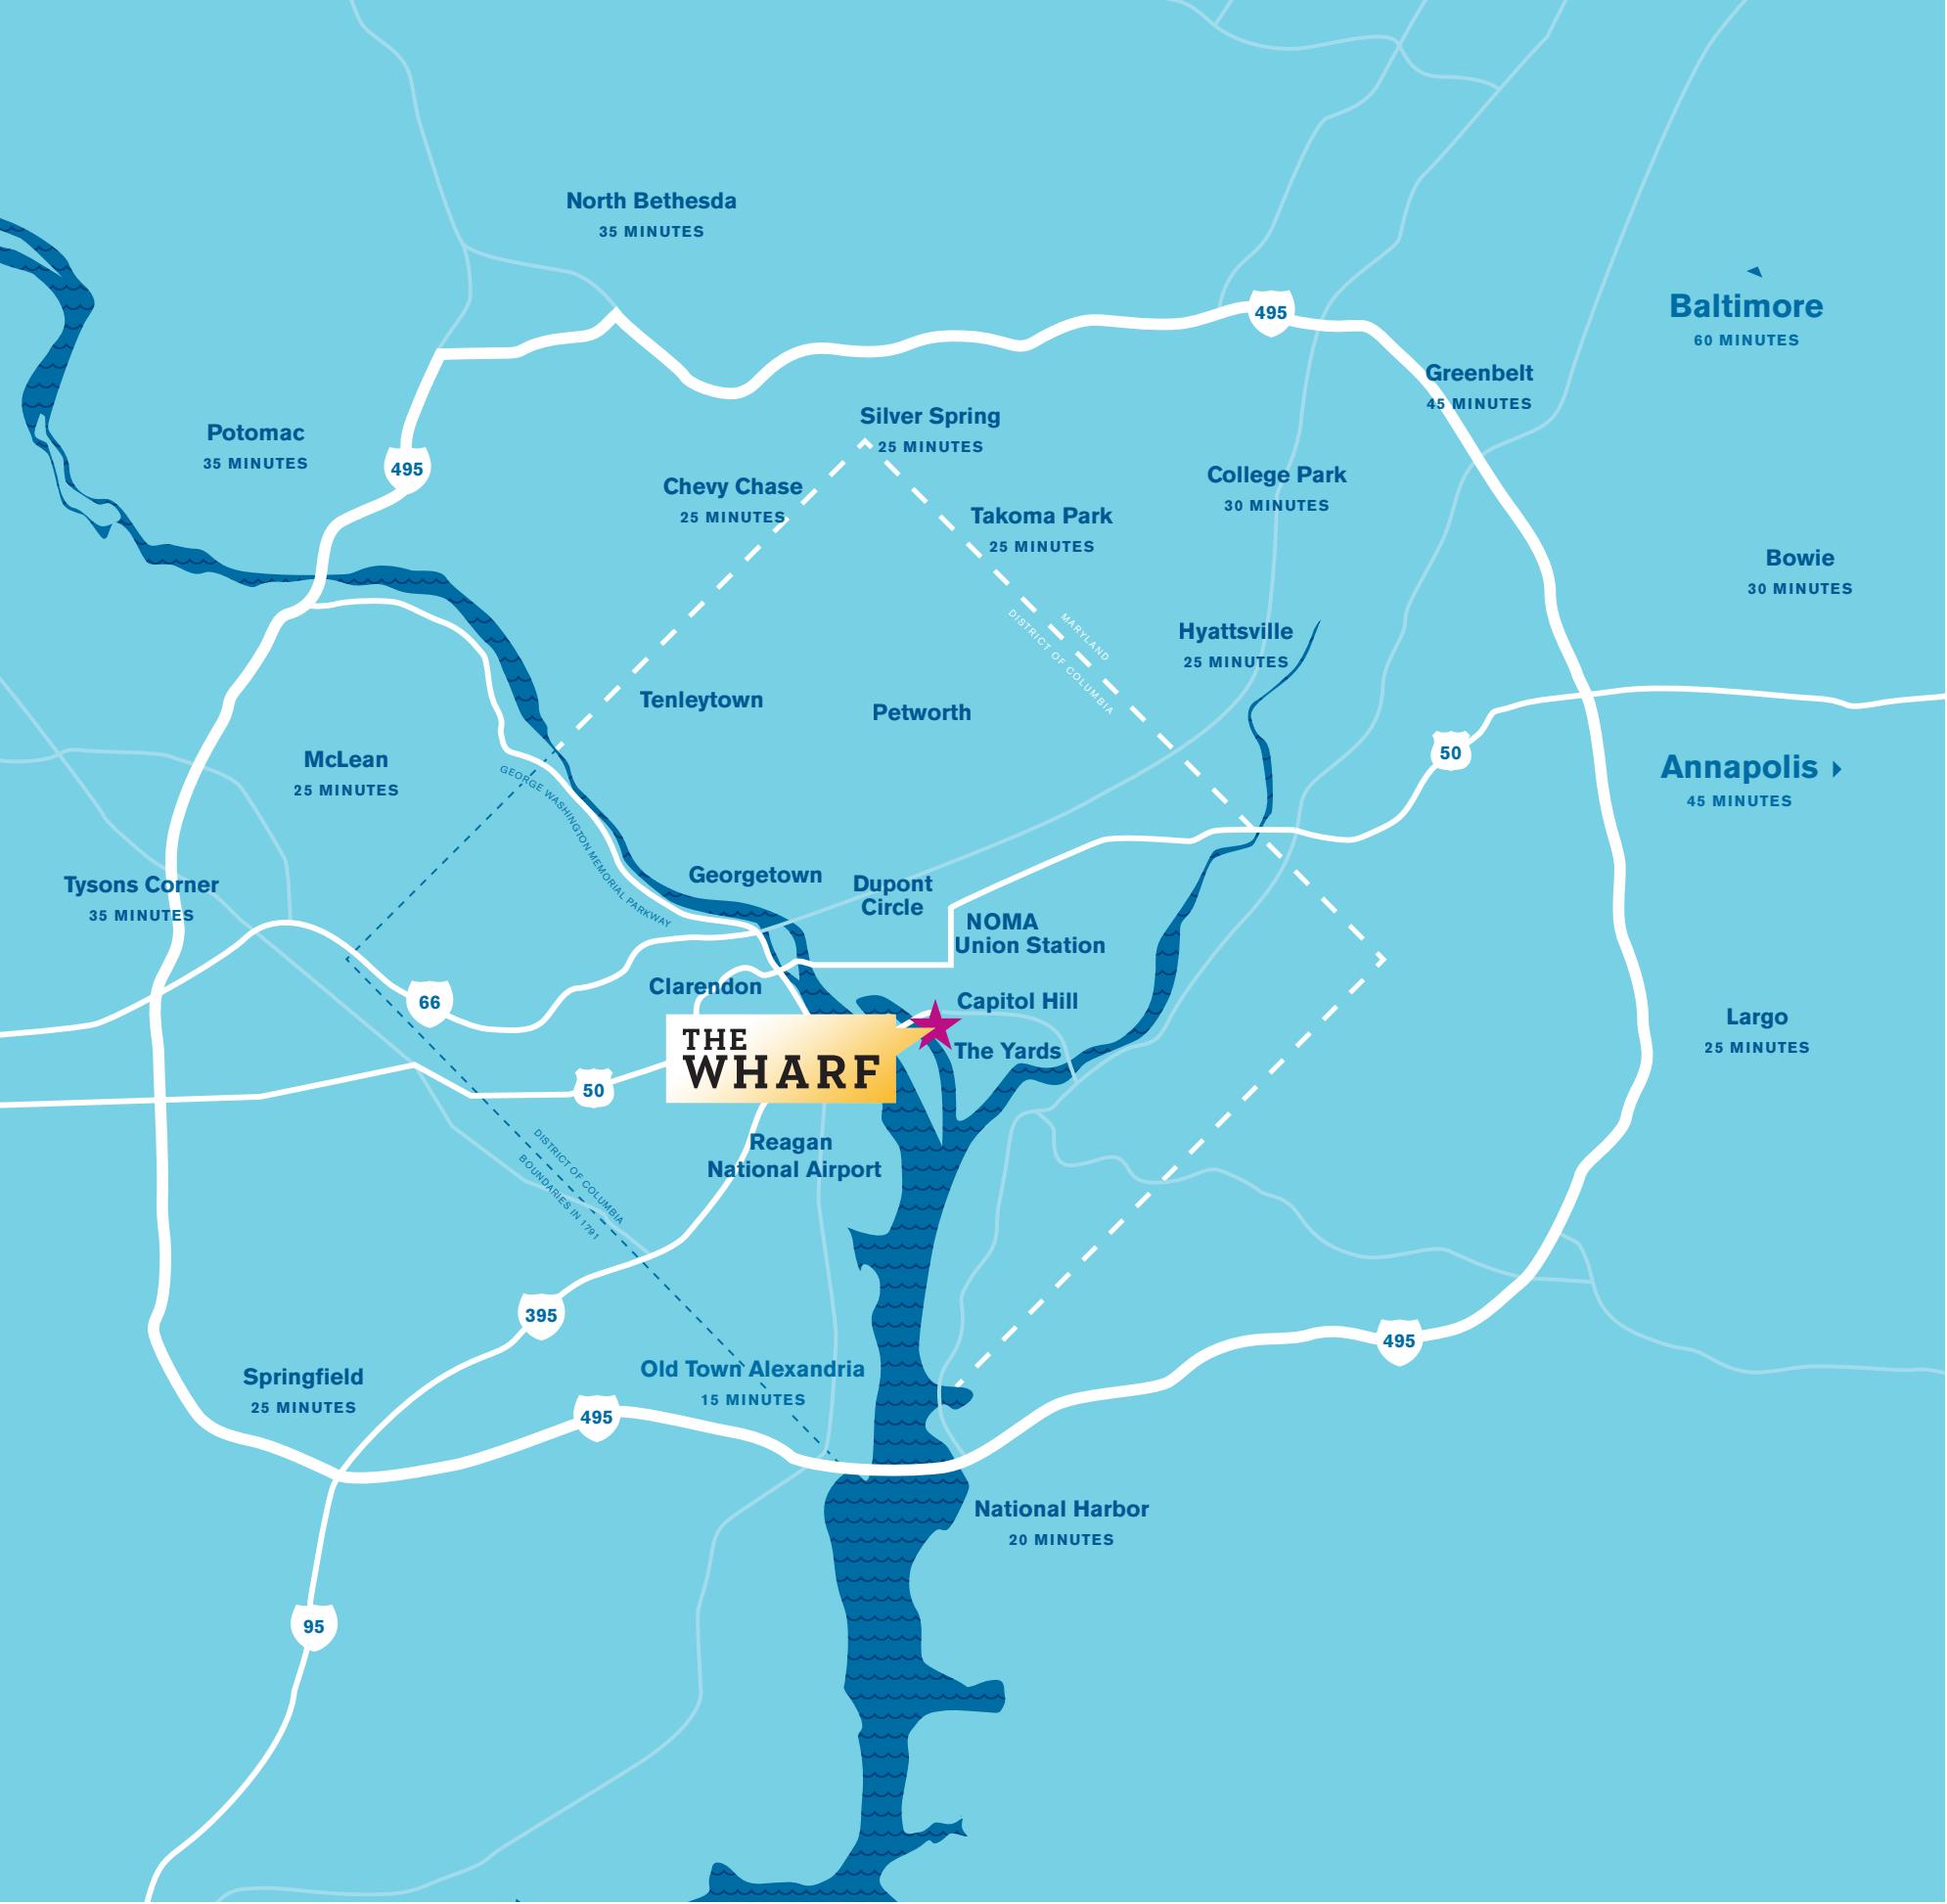 North Bethesda
35 MINUTES
495
Baltimore
60 MINUTES
Greenbelt
45 MINUTES
Silver Spring
25 MINUTES
Potomac
35 MINUTES
495
Chevy Chase
25 MINUTES
College Park
30 MINUTES
Takoma Park
25 MINUTES
Bowie
30 MINUTES
MARYLAND
DISTRICT OF COLUMBIA
Hyattsville
25 MINUTES
Tenleytown
Petworth
McLean
25 MINUTES
50
Annapolis
45 MINUTES
GEORGE WASHINGTON MEMORIAL PARKWAY
Tysons Corner
35 MINUTES
Georgetown
Dupont
Circle
NOMA
Union Station
Clarendon
66
Capitol Hill
Largo
25 MINUTES
THE
WHARF
The Yards
50
Reagan
National Airport
DISTRICT OF COLUMBIA
BOUNDARIES IN 1791
395
495
Springfield
25 MINUTES
Old Town Alexandria
15 MINUTES
495
National Harbor
20 MINUTES
95